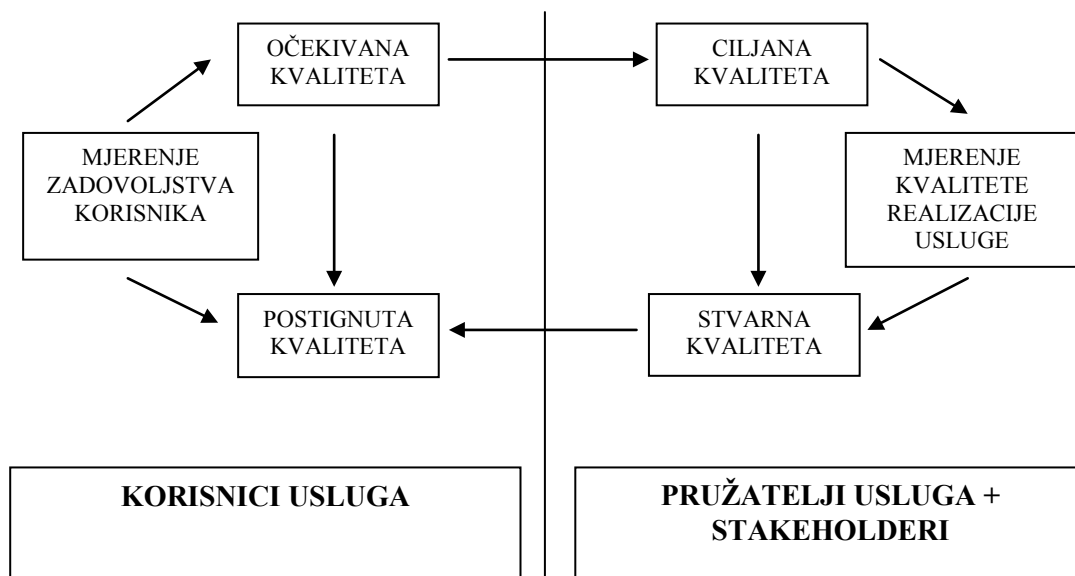 OČEKIVANA
KVALITETA
CILJANA
KVALITETA
MJERENJE
ZADOVOLJSTVA
KORISNIKA
MJERENJE
KVALITETE
REALIZACIJE
USLUGE
POSTIGNUTA
KVALITETA
STVARNA
KVALITETA
KORISNICI USLUGA
PRUŽATELJI USLUGA +
STAKEHOLDERI